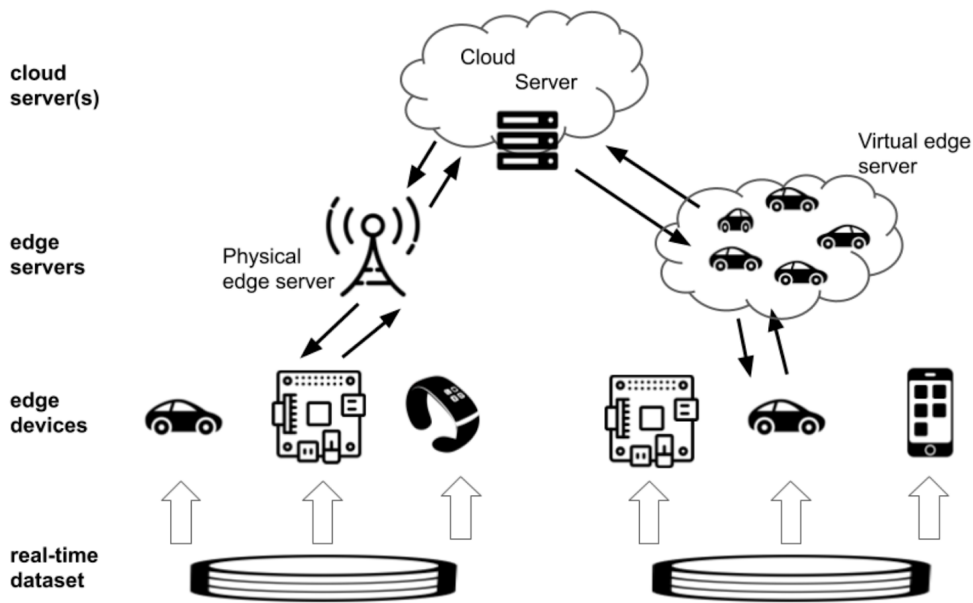 cloud
server(s)
Cloud
Server
Virtual edge
server
edge
servers
Physical
edge server
edge
devices
real-time
dataset